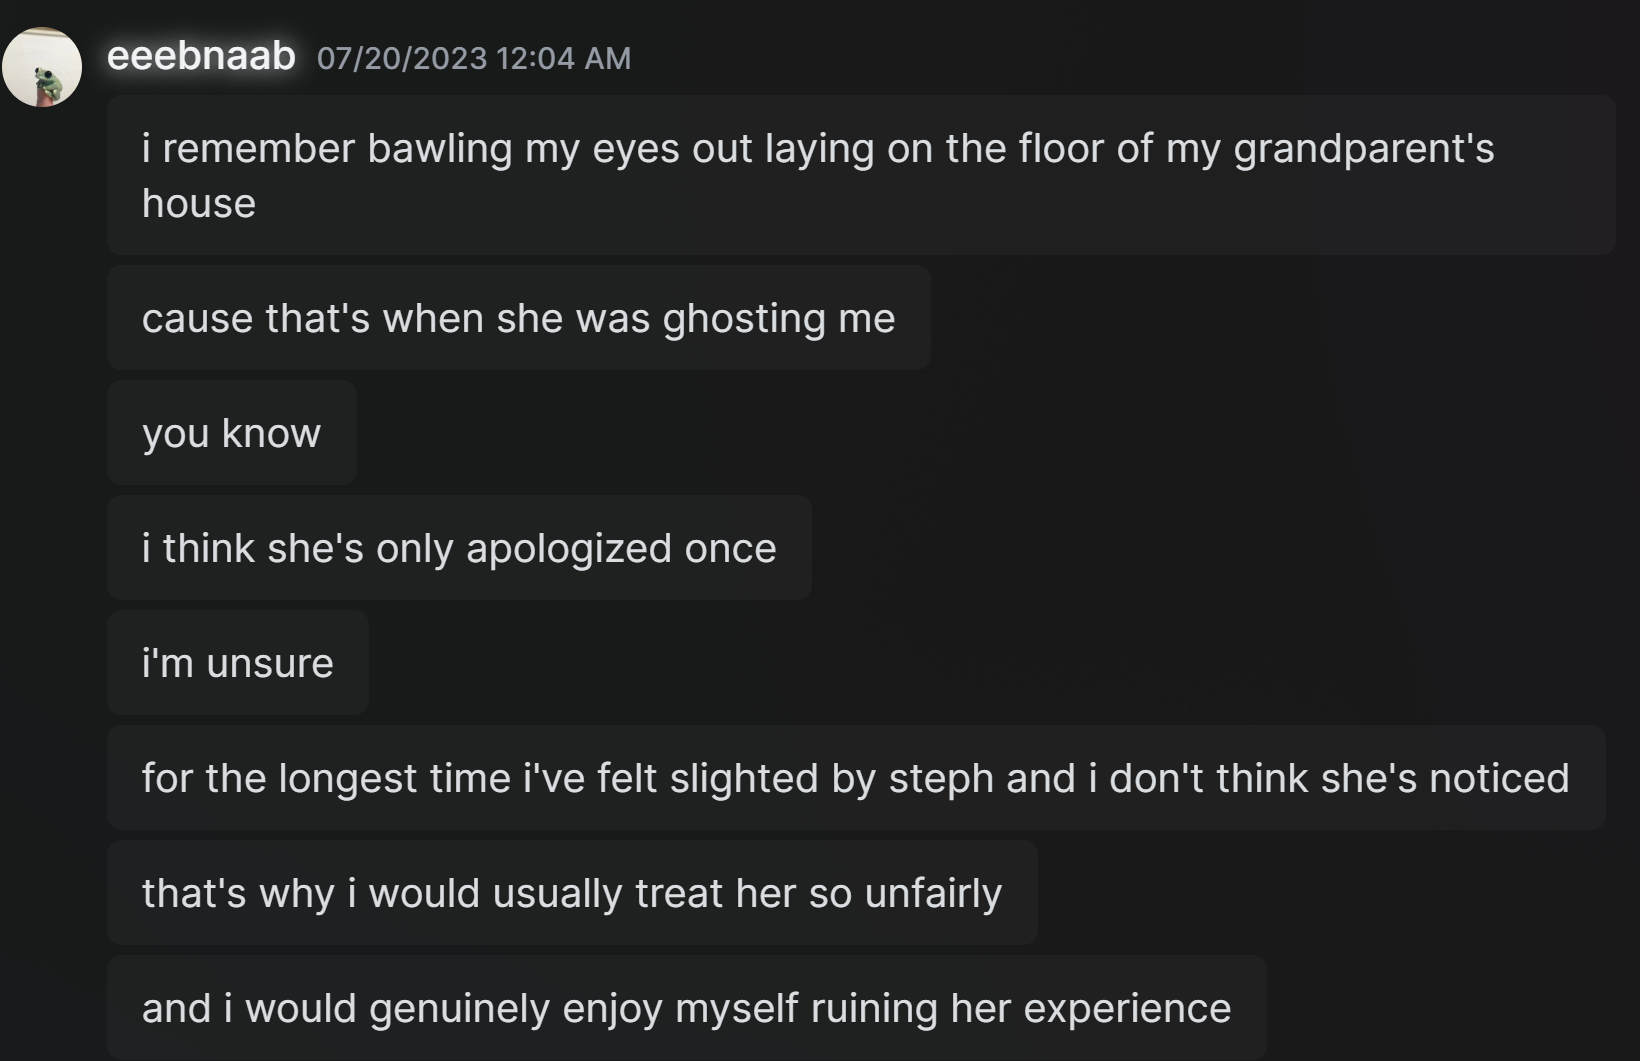 eeebnaab 07/20/2023 12:04 AM
i remember bawling my eyes out laying on the floor of my grandparent's
house
cause that's when she was ghosting me
you know
i think she's only apologized once
i'm unsure
for the longest time i've felt slighted by steph and i don't think she's noticed
that's why i would usually treat her so unfairly
and i would genuinely enjoy myself ruining her experience